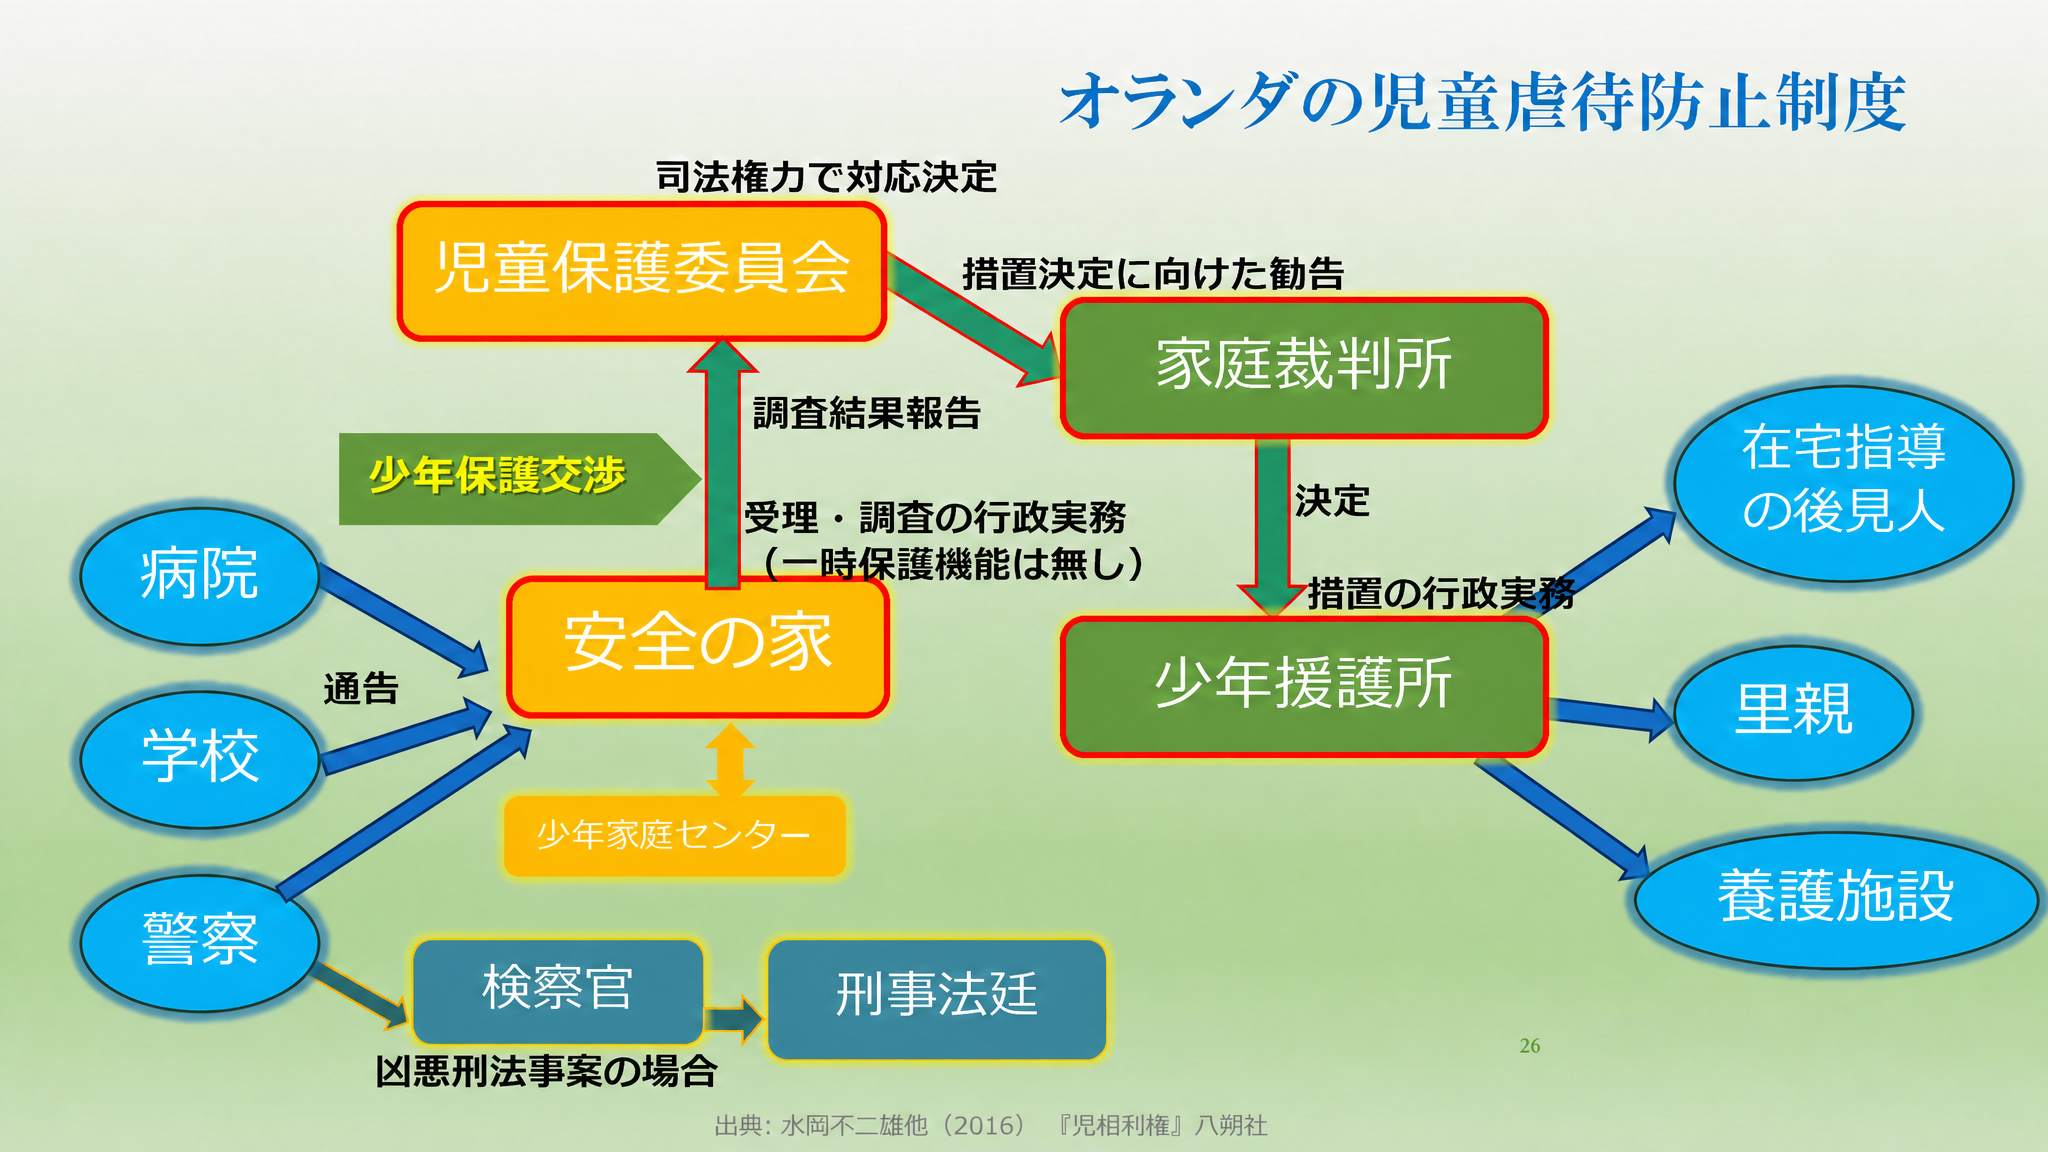 オランダの児童虐待防止制度
司法権力で対応決定
児童保護委員会
措置決定に向けた勧告
家庭裁判所
調査結果報告
少年保護交渉
受理・調査の行政実務
（一時保護機能は無し）
決定
措置の行政実務
在宅指導
の後見人
病院
安全の家
少年援護所
通告
学校
里親
少年家庭センター
警察
養護施設
検察官
刑事法廷
凶悪刑法事案の場合
26
出典: 水岡不二雄他（2016） 『児相利権』八朔社